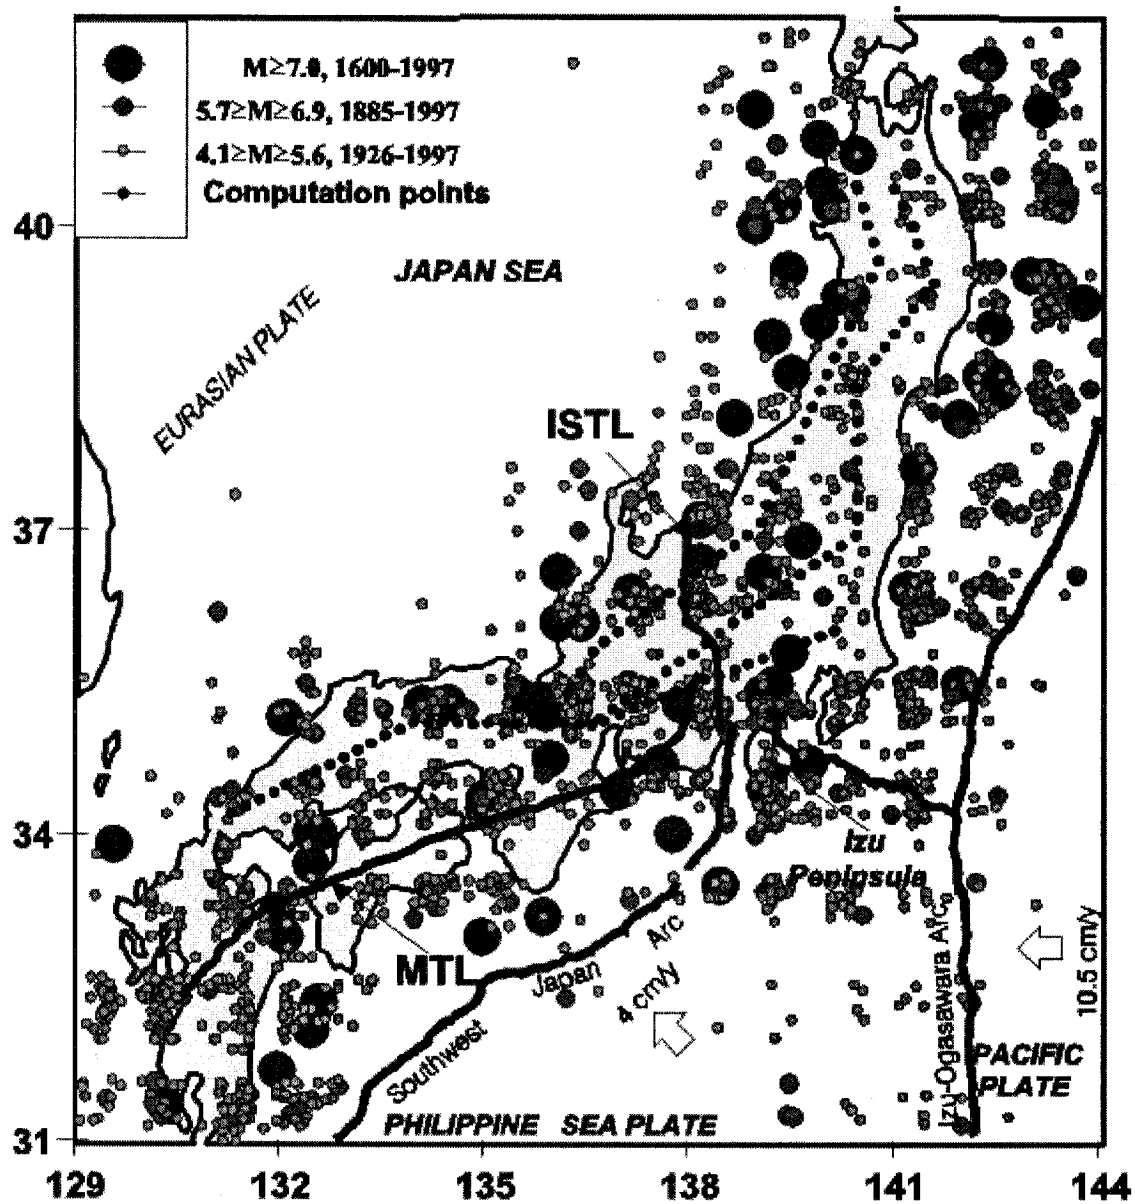 M≥7.0, 1600-1997
5.7≥M≥6.9, 1885-1997
4.1≥M≥5.6, 1926-1997
Computation points
40
JAPAN SEA
EURASIAN PLATE
ISTL
37
34
Izu
Peninsula
MTL
Southwest
Japan
Arc
4 cm/y
Izu-Ogasawara Arc
10.5 cm/y
PACIFIC
PLATE
PHILIPPINE SEA PLATE
31
129 132 135 138 141 144